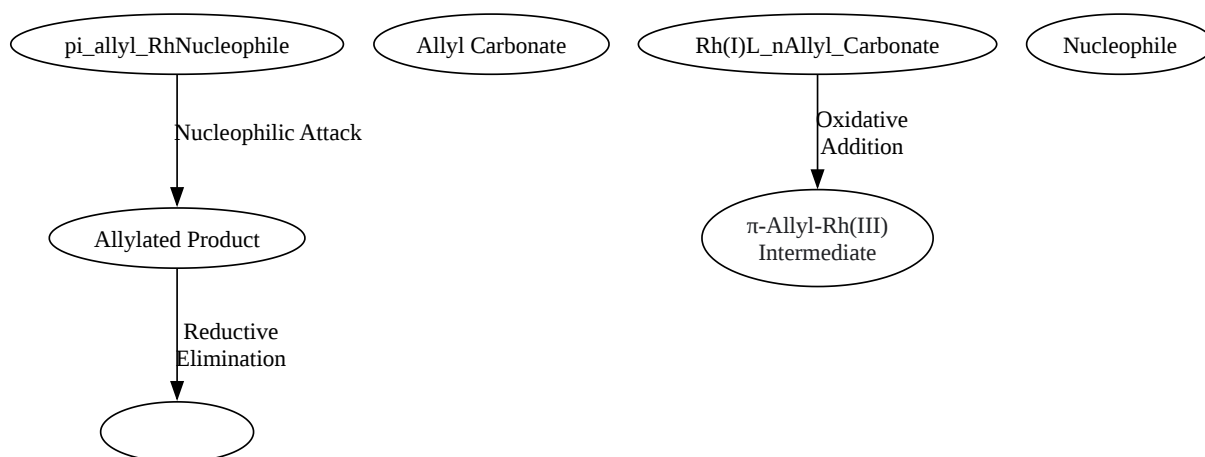 pi_allyl_RhNucleophile
Allyl Carbonate
Rh(I)L_nAllyl_Carbonate
Nucleophile
Nucleophilic Attack
Oxidative
Addition
Allylated Product
π-Allyl-Rh(III)
Intermediate
Reductive
Elimination